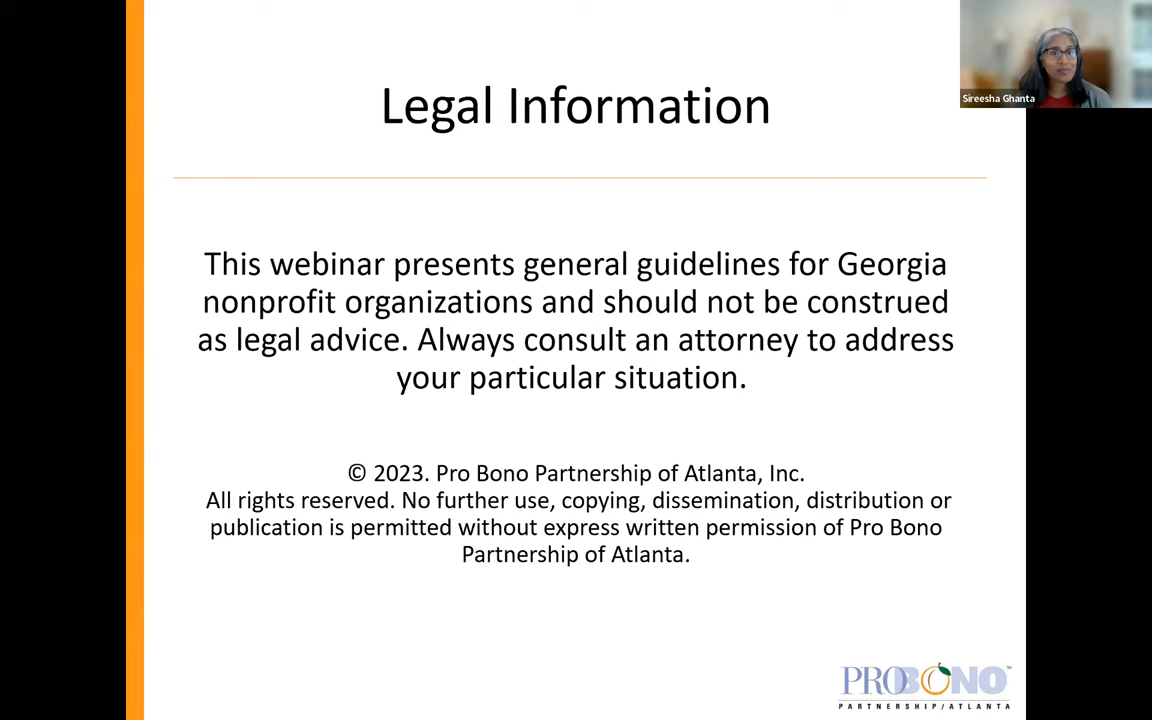 Sireesha Ghanta
Legal Information
This webinar presents general guidelines for Georgia
nonprofit organizations and should not be construed
as legal advice. Always consult an attorney to address
your particular situation.
© 2023. Pro Bono Partnership of Atlanta, Inc.
All rights reserved. No further use, copying, dissemination, distribution or
publication is permitted without express written permission of Pro Bono
Partnership of Atlanta.
PROBONO™
PARTNERSHIP/ATLANTA